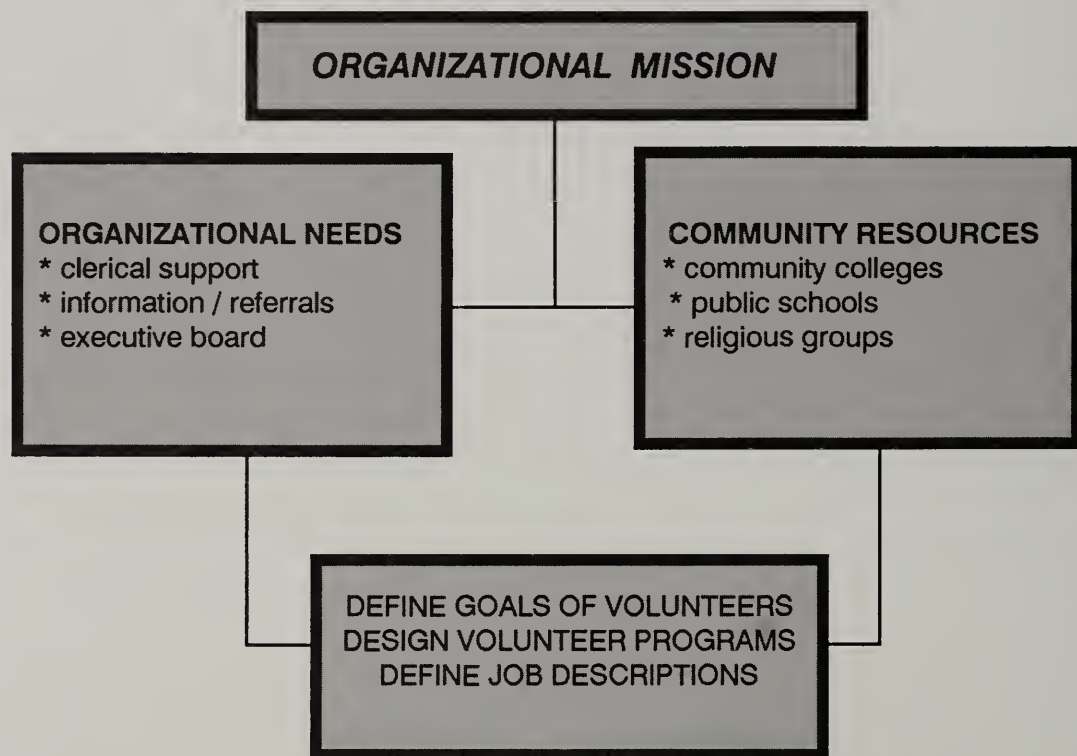 ORGANIZATIONAL MISSION
ORGANIZATIONAL NEEDS
* clerical support
* information / referrals
* executive board
COMMUNITY RESOURCES
* community colleges
* public schools
* religious groups
DEFINE GOALS OF VOLUNTEERS
DESIGN VOLUNTEER PROGRAMS
DEFINE JOB DESCRIPTIONS